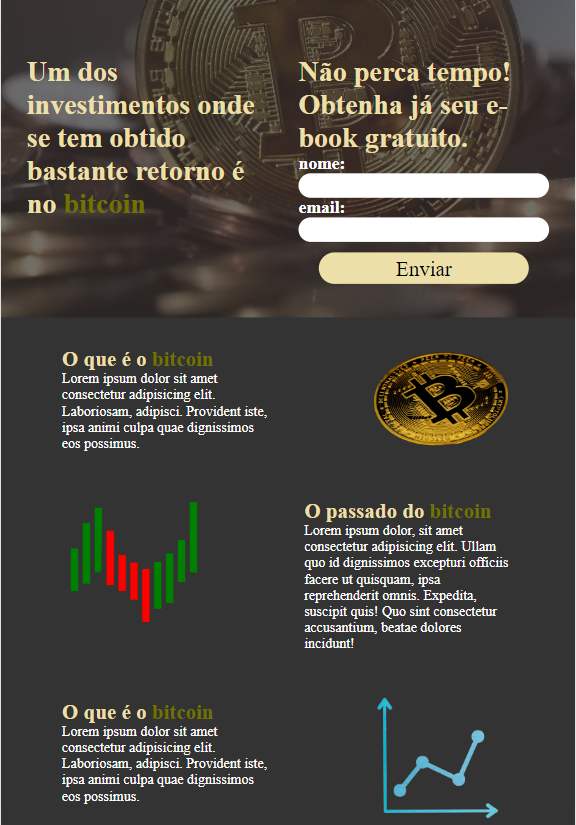 Um dos
investimentos onde
se tem obtido
bastante retorno é
no bitcoin
Não perca tempo!
Obtenha já seu e-
book gratuito.
nome:
email:
Enviar
O que é o bitcoin
Lorem ipsum dolor sit amet
consectetur adipisicing elit.
Laboriosam, adipisci. Provident iste,
ipsa animi culpa quae dignissimos
eos possimus.
O passado do bitcoin
Lorem ipsum dolor, sit amet
consectetur adipisicing elit. Ullam
quo id dignissimos excepturi officiis
facere ut quisquam, ipsa
reprehenderit omnis. Expedita,
suscipit quis! Quo sint consectetur
accusantium, beatae dolores
incidunt!
O que é o bitcoin
Lorem ipsum dolor sit amet
consectetur adipisicing elit.
Laboriosam, adipisci. Provident iste,
ipsa animi culpa quae dignissimos
eos possimus.